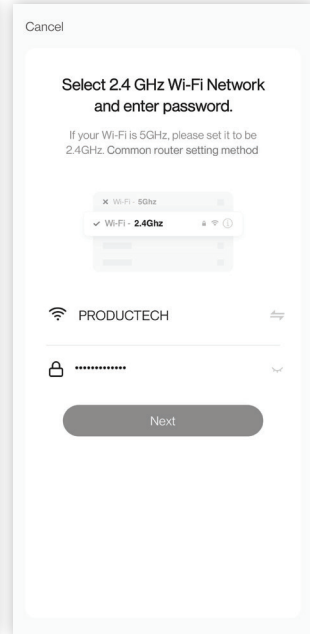 Cancel
Select 2.4 GHz Wi-Fi Network
and enter password.
If your Wi-Fi is 5GHz, please set it to be
2.4GHz. Common router setting method
Wi-Fi - 5Ghz
Wi-Fi - 2.4Ghz
PRODUCTECH
•••••••••••••
Next